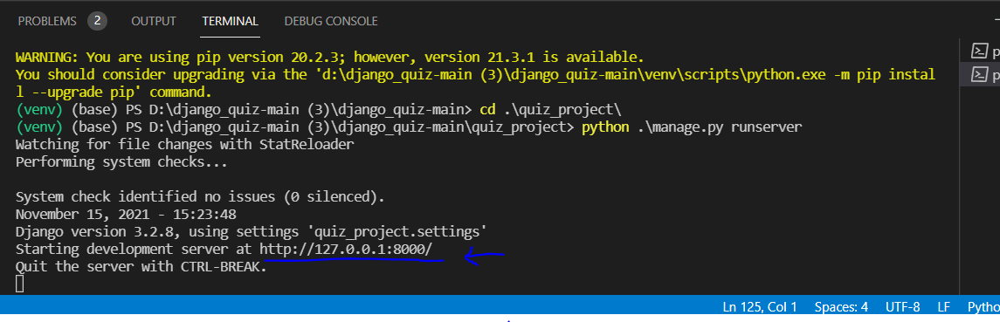 PROBLEMS 2 OUTPUT TERMINAL DEBUG CONSOLE
WARNING: You are using pip version 20.2.3; however, version 21.3.1 is available.
You should consider upgrading via the 'd:\django_quiz-main (3)\django_quiz-main\venv\scripts\python.exe -m pip instal
l --upgrade pip' command.
(venv) (base) PS D:\django_quiz-main (3)\django_quiz-main> cd .\quiz_project\
(venv) (base) PS D:\django_quiz-main (3)\django_quiz-main\quiz_project> python .\manage.py runserver
Watching for file changes with StatReloader
Performing system checks...
System check identified no issues (0 silenced).
November 15, 2021 - 15:23:48
Django version 3.2.8, using settings 'quiz_project.settings'
Starting development server at http://127.0.0.1:8000/
Quit the server with CTRL-BREAK.
Ln 125, Col 1 Spaces: 4 UTF-8 LF